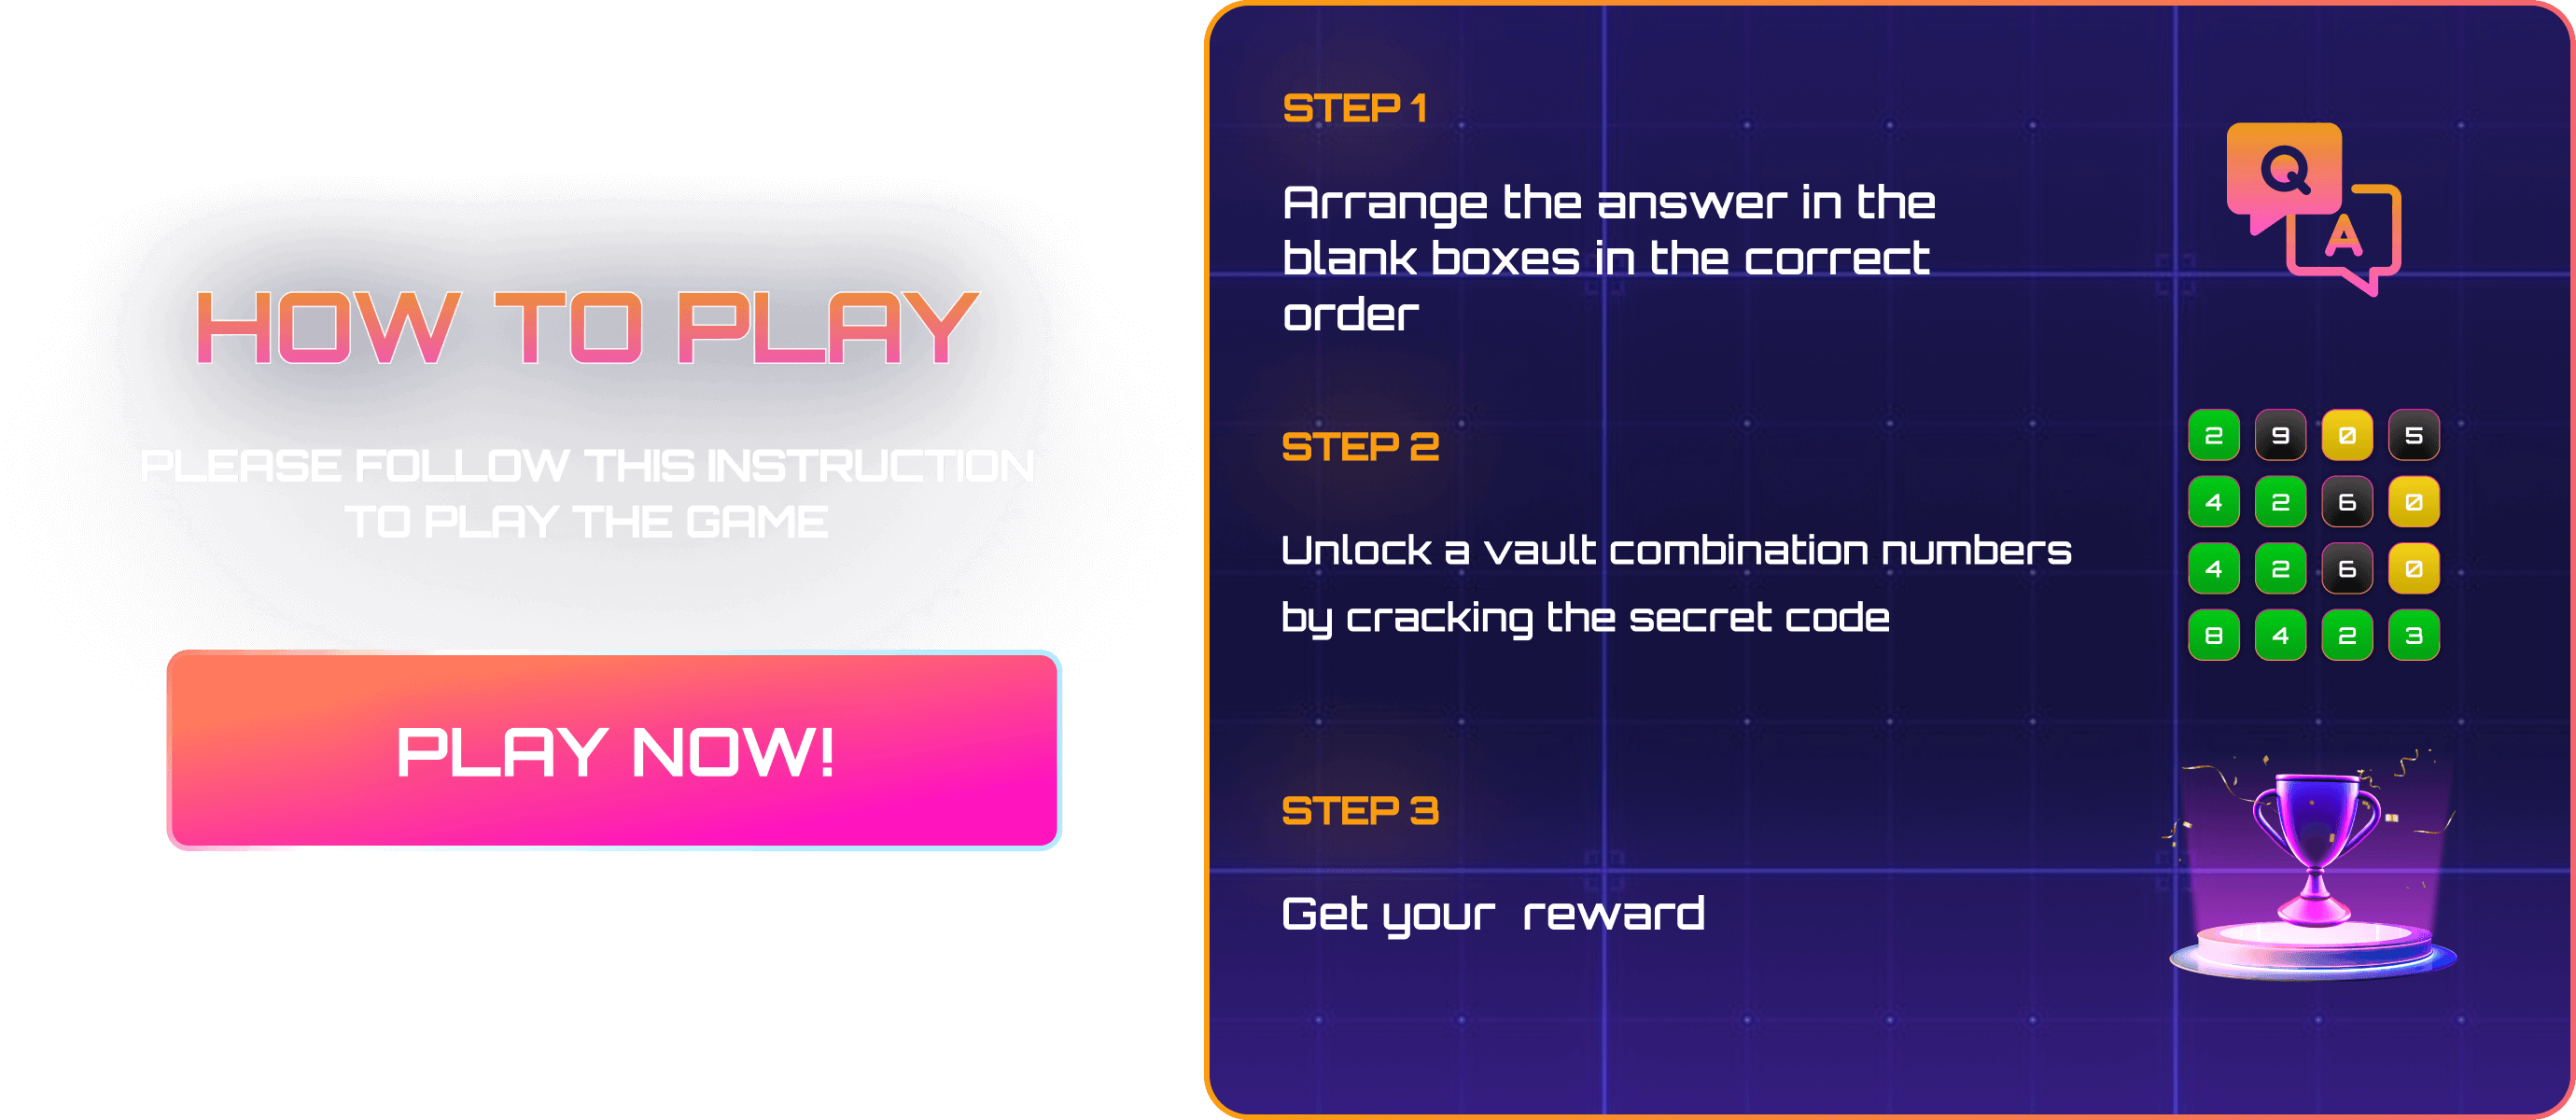 HOW TO PLAY
PLEASE FOLLOW THIS INSTRUCTION
TO PLAY THE GAME
PLAY NOW!
STEP 1
Arrange the answer in the
blank boxes in the correct
order
Q
A
STEP 2
Unlock a vault combination numbers
by cracking the secret code
2 9 0 5
4 2 6 0
4 2 6 0
8 4 2 3
STEP 3
Get your  reward